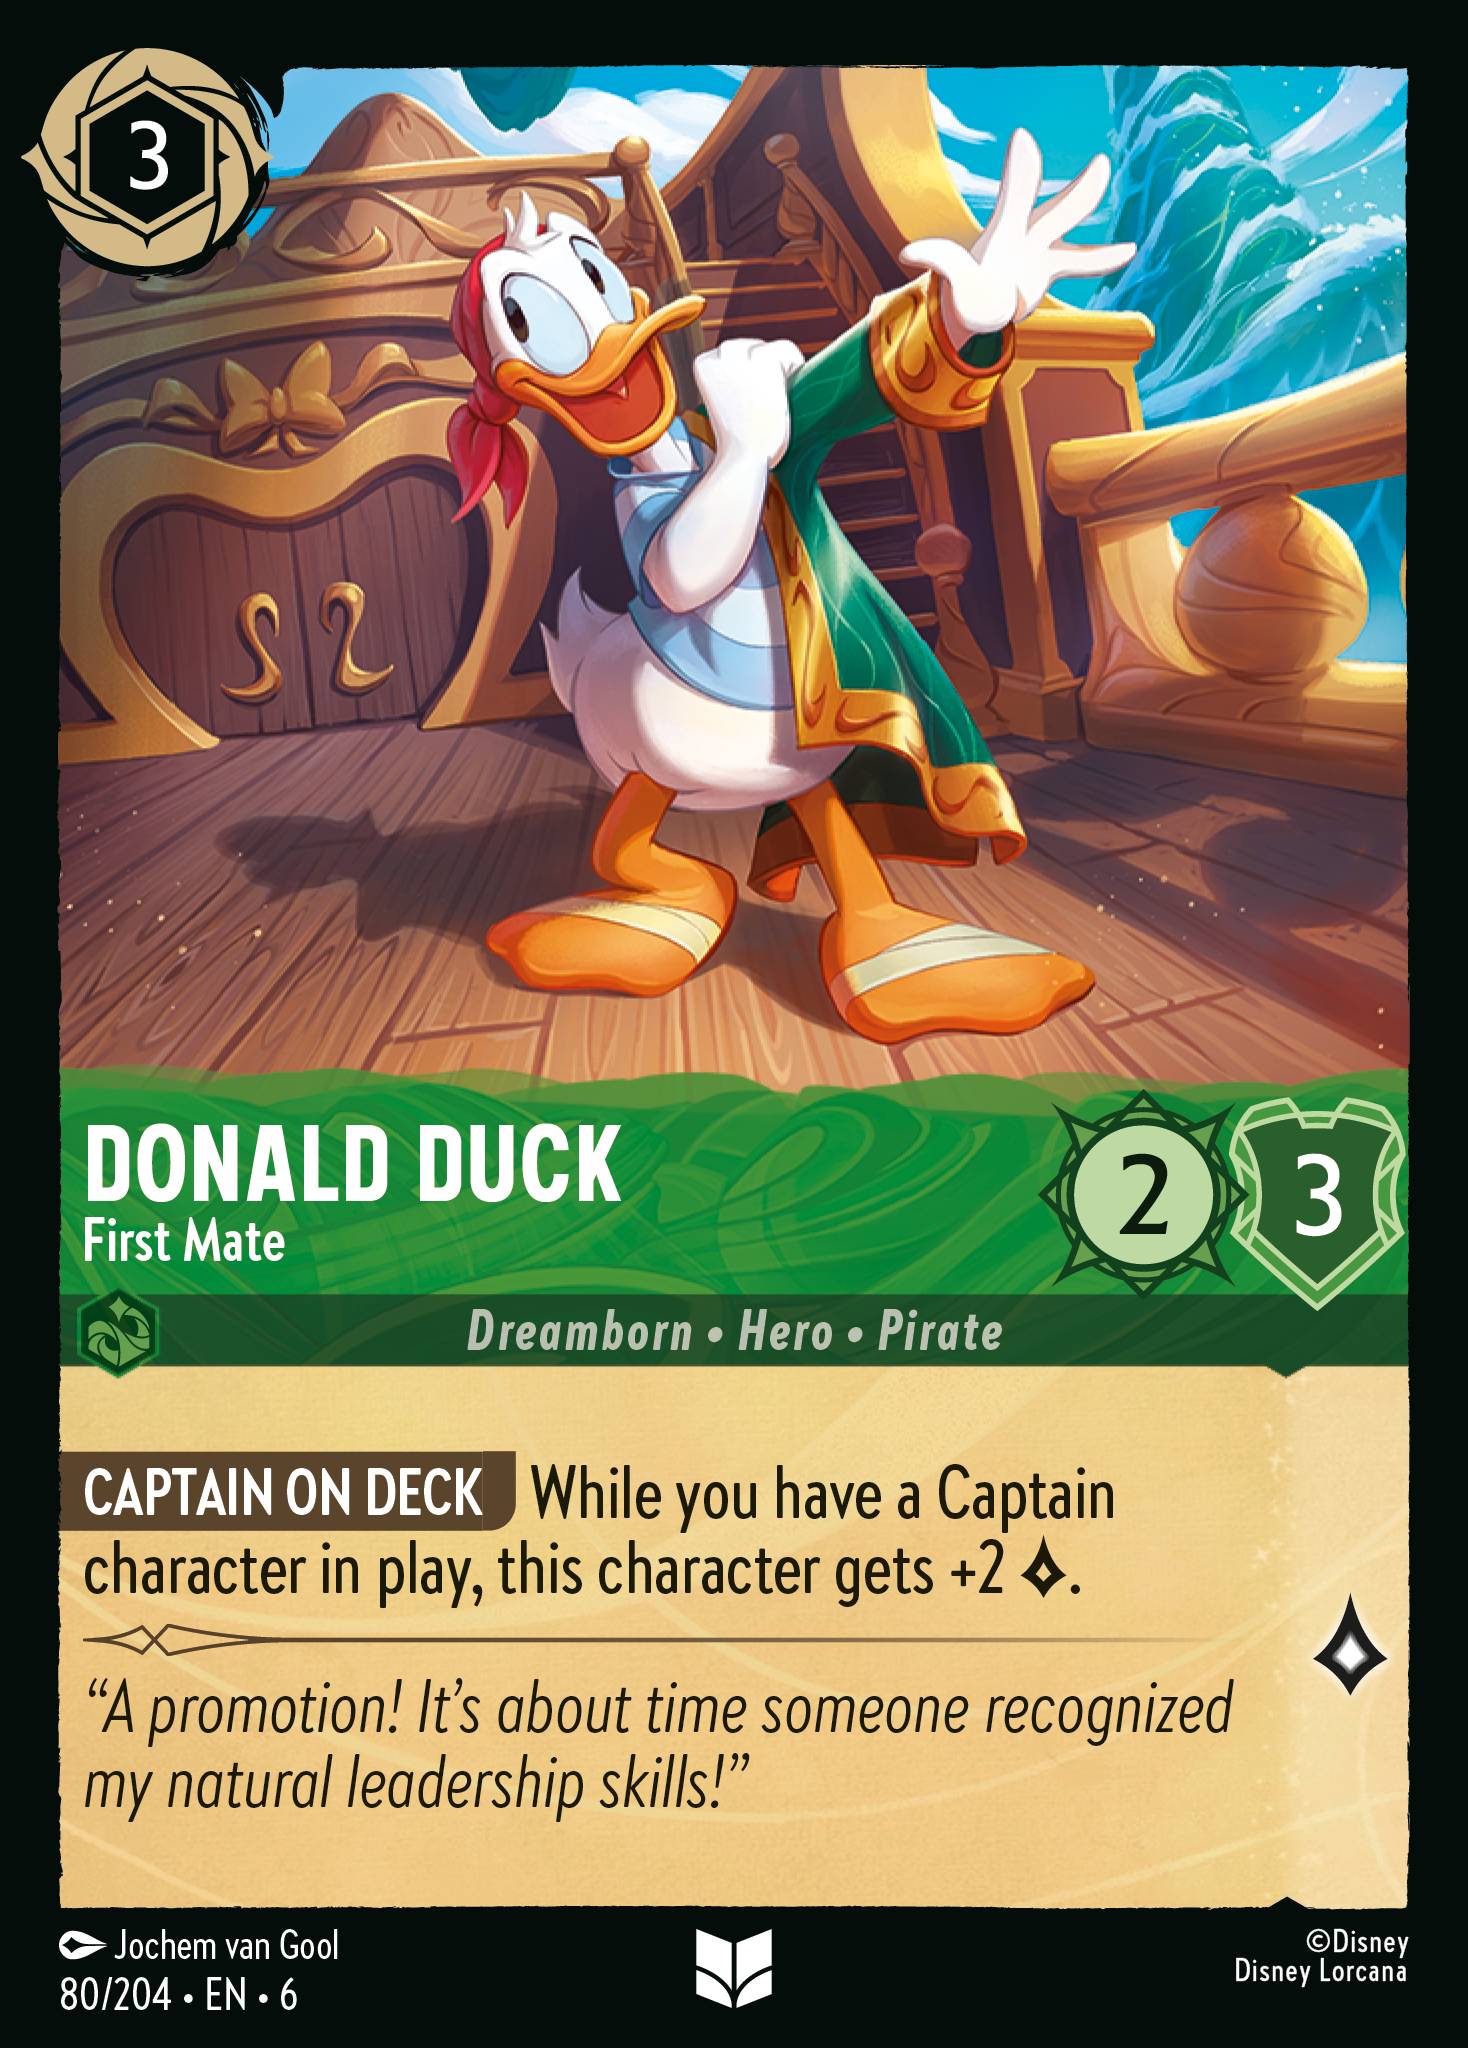 3
DONALD DUCK
First Mate
2
3
Dreamborn • Hero • Pirate
CAPTAIN ON DECK While you have a Captain
character in play, this character gets +2 .
“A promotion! It’s about time someone recognized
my natural leadership skills!”
Jochem van Gool
80/204 • EN • 6
©Disney
Disney Lorcana